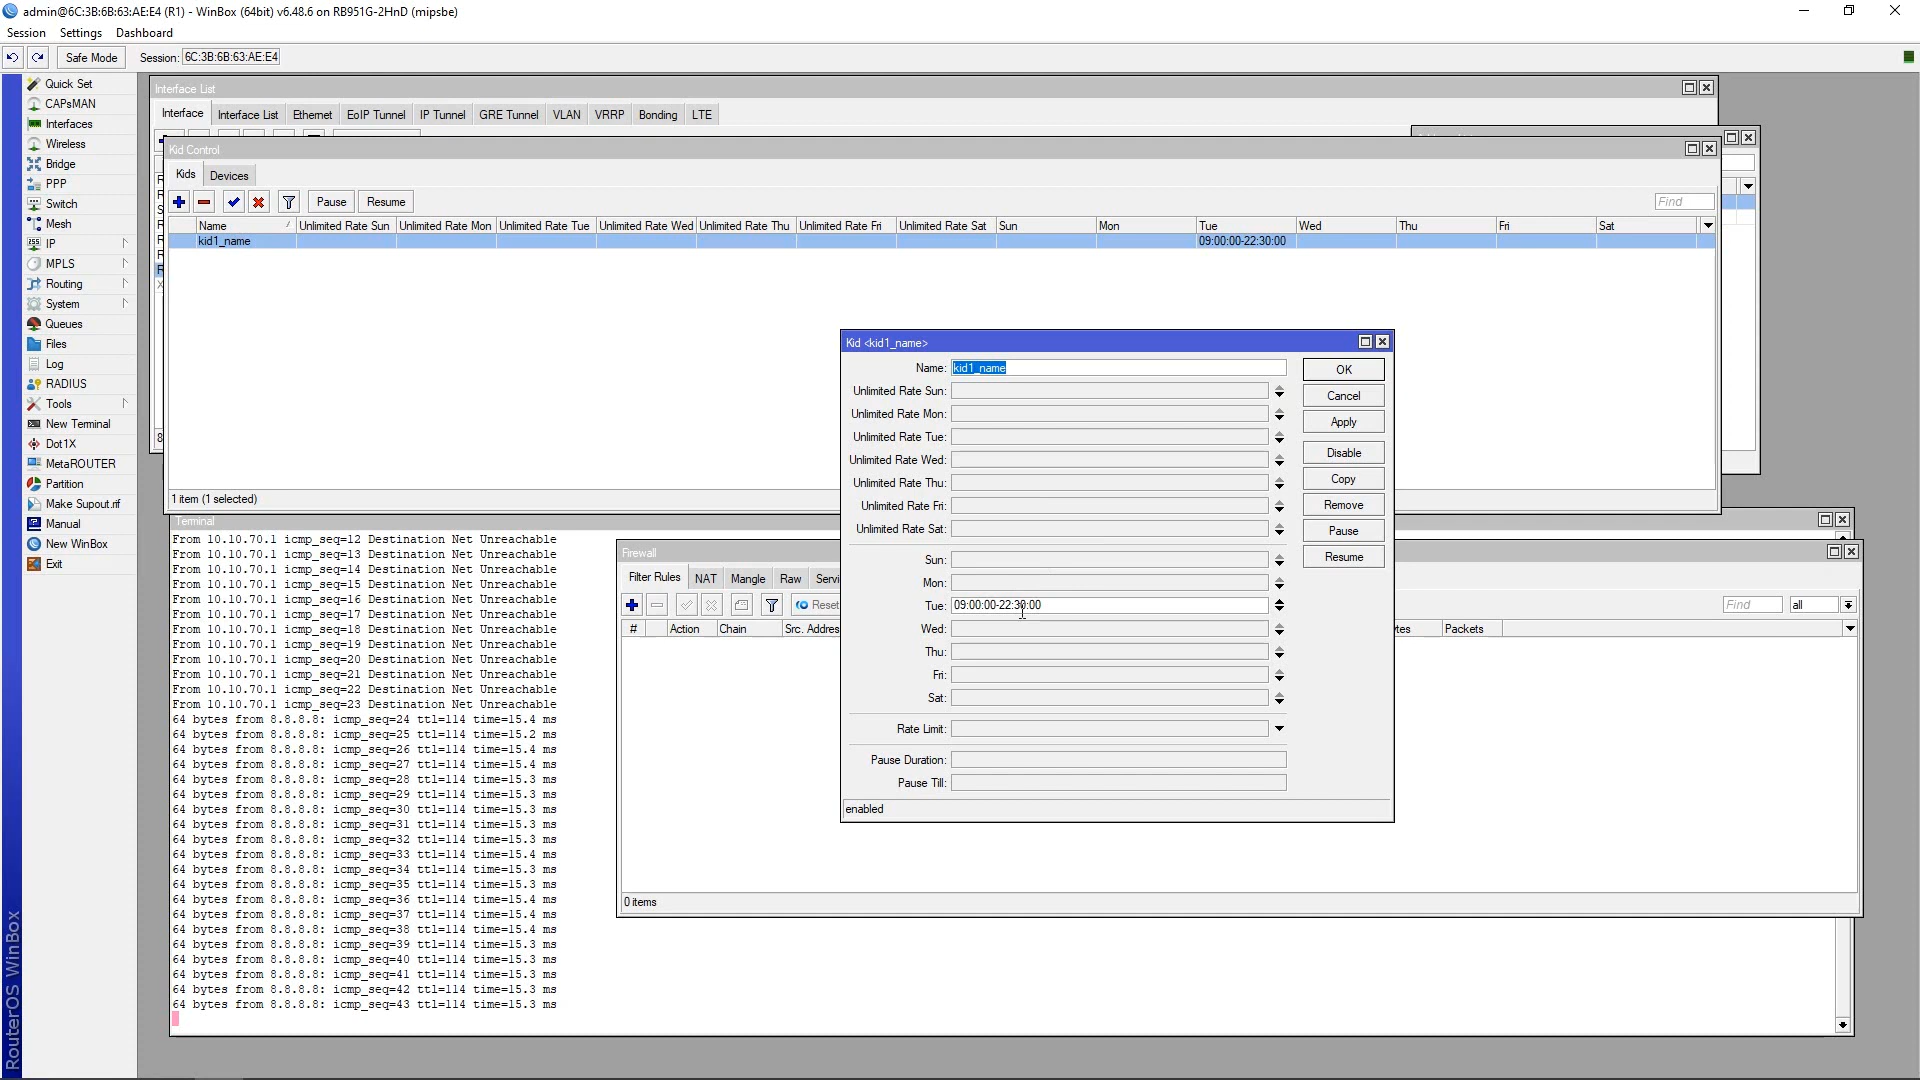 admin@6C:3B:6B:63:AE:E4 (R1) - WinBox (64bit) v6.48.6 on RB951G-2HnD (mipsbe)
Session Settings Dashboard
Safe Mode Session: 6C:3B:6B:63:AE:E4
Quick Set
CAPsMAN
Interfaces
Wireless
Bridge
PPP
Switch
Mesh
IP
MPLS
Routing
System
Queues
Files
Log
RADIUS
Tools
New Terminal
Dot1X
MetaROUTER
Partition
Make Supout.rif
Manual
New WinBox
Exit
RouterOS WinBox
Interface List
Interface Interface List Ethernet EoIP Tunnel IP Tunnel GRE Tunnel VLAN VRRP Bonding LTE
Kid Control
Kids Devices
Pause Resume Find
Name Unlimited Rate Sun Unlimited Rate Mon Unlimited Rate Tue Unlimited Rate Wed Unlimited Rate Thu Unlimited Rate Fri Unlimited Rate Sat Sun Mon Tue Wed Thu Fri Sat
kid1_name 09:00:00-22:30:00
1 item (1 selected)
Kid <kid1_name>
Name: kid1_name
Unlimited Rate Sun:
Unlimited Rate Mon:
Unlimited Rate Tue:
Unlimited Rate Wed:
Unlimited Rate Thu:
Unlimited Rate Fri:
Unlimited Rate Sat:
Sun:
Mon:
Tue: 09:00:00-22:30:00
Wed:
Thu:
Fri:
Sat:
Rate Limit:
Pause Duration:
Pause Till:
enabled
OK
Cancel
Apply
Disable
Copy
Remove
Pause
Resume
Terminal
From 10.10.70.1 icmp_seq=12 Destination Net Unreachable
From 10.10.70.1 icmp_seq=13 Destination Net Unreachable
From 10.10.70.1 icmp_seq=14 Destination Net Unreachable
From 10.10.70.1 icmp_seq=15 Destination Net Unreachable
From 10.10.70.1 icmp_seq=16 Destination Net Unreachable
From 10.10.70.1 icmp_seq=17 Destination Net Unreachable
From 10.10.70.1 icmp_seq=18 Destination Net Unreachable
From 10.10.70.1 icmp_seq=19 Destination Net Unreachable
From 10.10.70.1 icmp_seq=20 Destination Net Unreachable
From 10.10.70.1 icmp_seq=21 Destination Net Unreachable
From 10.10.70.1 icmp_seq=22 Destination Net Unreachable
From 10.10.70.1 icmp_seq=23 Destination Net Unreachable
64 bytes from 8.8.8.8: icmp_seq=24 ttl=114 time=15.4 ms
64 bytes from 8.8.8.8: icmp_seq=25 ttl=114 time=15.2 ms
64 bytes from 8.8.8.8: icmp_seq=26 ttl=114 time=15.4 ms
64 bytes from 8.8.8.8: icmp_seq=27 ttl=114 time=15.4 ms
64 bytes from 8.8.8.8: icmp_seq=28 ttl=114 time=15.3 ms
64 bytes from 8.8.8.8: icmp_seq=29 ttl=114 time=15.3 ms
64 bytes from 8.8.8.8: icmp_seq=30 ttl=114 time=15.3 ms
64 bytes from 8.8.8.8: icmp_seq=31 ttl=114 time=15.3 ms
64 bytes from 8.8.8.8: icmp_seq=32 ttl=114 time=15.3 ms
64 bytes from 8.8.8.8: icmp_seq=33 ttl=114 time=15.4 ms
64 bytes from 8.8.8.8: icmp_seq=34 ttl=114 time=15.3 ms
64 bytes from 8.8.8.8: icmp_seq=35 ttl=114 time=15.3 ms
64 bytes from 8.8.8.8: icmp_seq=36 ttl=114 time=15.4 ms
64 bytes from 8.8.8.8: icmp_seq=37 ttl=114 time=15.4 ms
64 bytes from 8.8.8.8: icmp_seq=38 ttl=114 time=15.4 ms
64 bytes from 8.8.8.8: icmp_seq=39 ttl=114 time=15.3 ms
64 bytes from 8.8.8.8: icmp_seq=40 ttl=114 time=15.3 ms
64 bytes from 8.8.8.8: icmp_seq=41 ttl=114 time=15.3 ms
64 bytes from 8.8.8.8: icmp_seq=42 ttl=114 time=15.3 ms
64 bytes from 8.8.8.8: icmp_seq=43 ttl=114 time=15.3 ms
Firewall
Filter Rules NAT Mangle Raw Servi
Reset Find all
# Action Chain Src. Addres tes Packets
0 items